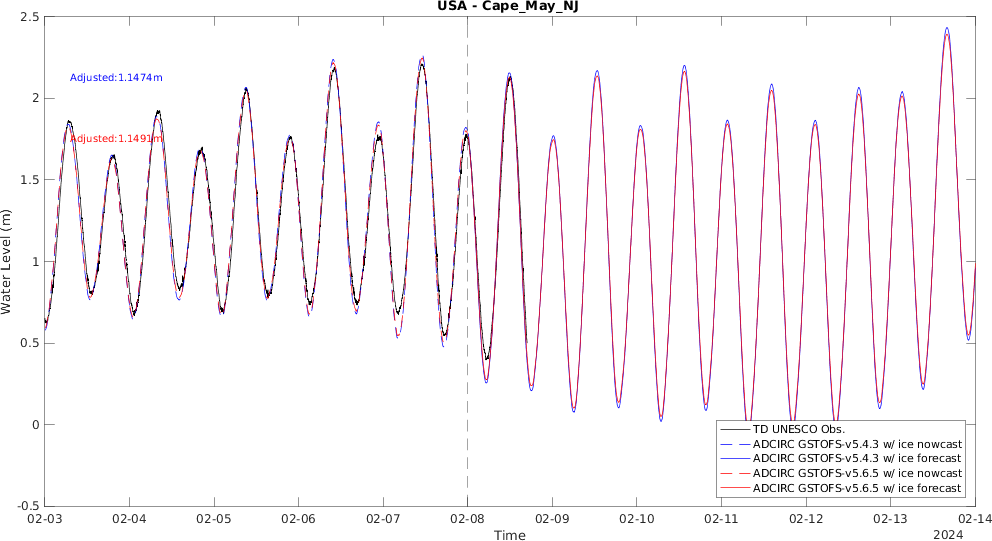 USA - Cape_May_NJ
2.5
2
1.5
1
0.5
0
-0.5
Water Level (m)
Adjusted:1.1474m
Adjusted:1.1491m
TD UNESCO Obs.
ADCIRC GSTOFS-v5.4.3 w/ ice nowcast
ADCIRC GSTOFS-v5.4.3 w/ ice forecast
ADCIRC GSTOFS-v5.6.5 w/ ice nowcast
ADCIRC GSTOFS-v5.6.5 w/ ice forecast
02-03 02-04 02-05 02-06 02-07 02-08 02-09 02-10 02-11 02-12 02-13 02-14
Time
2024